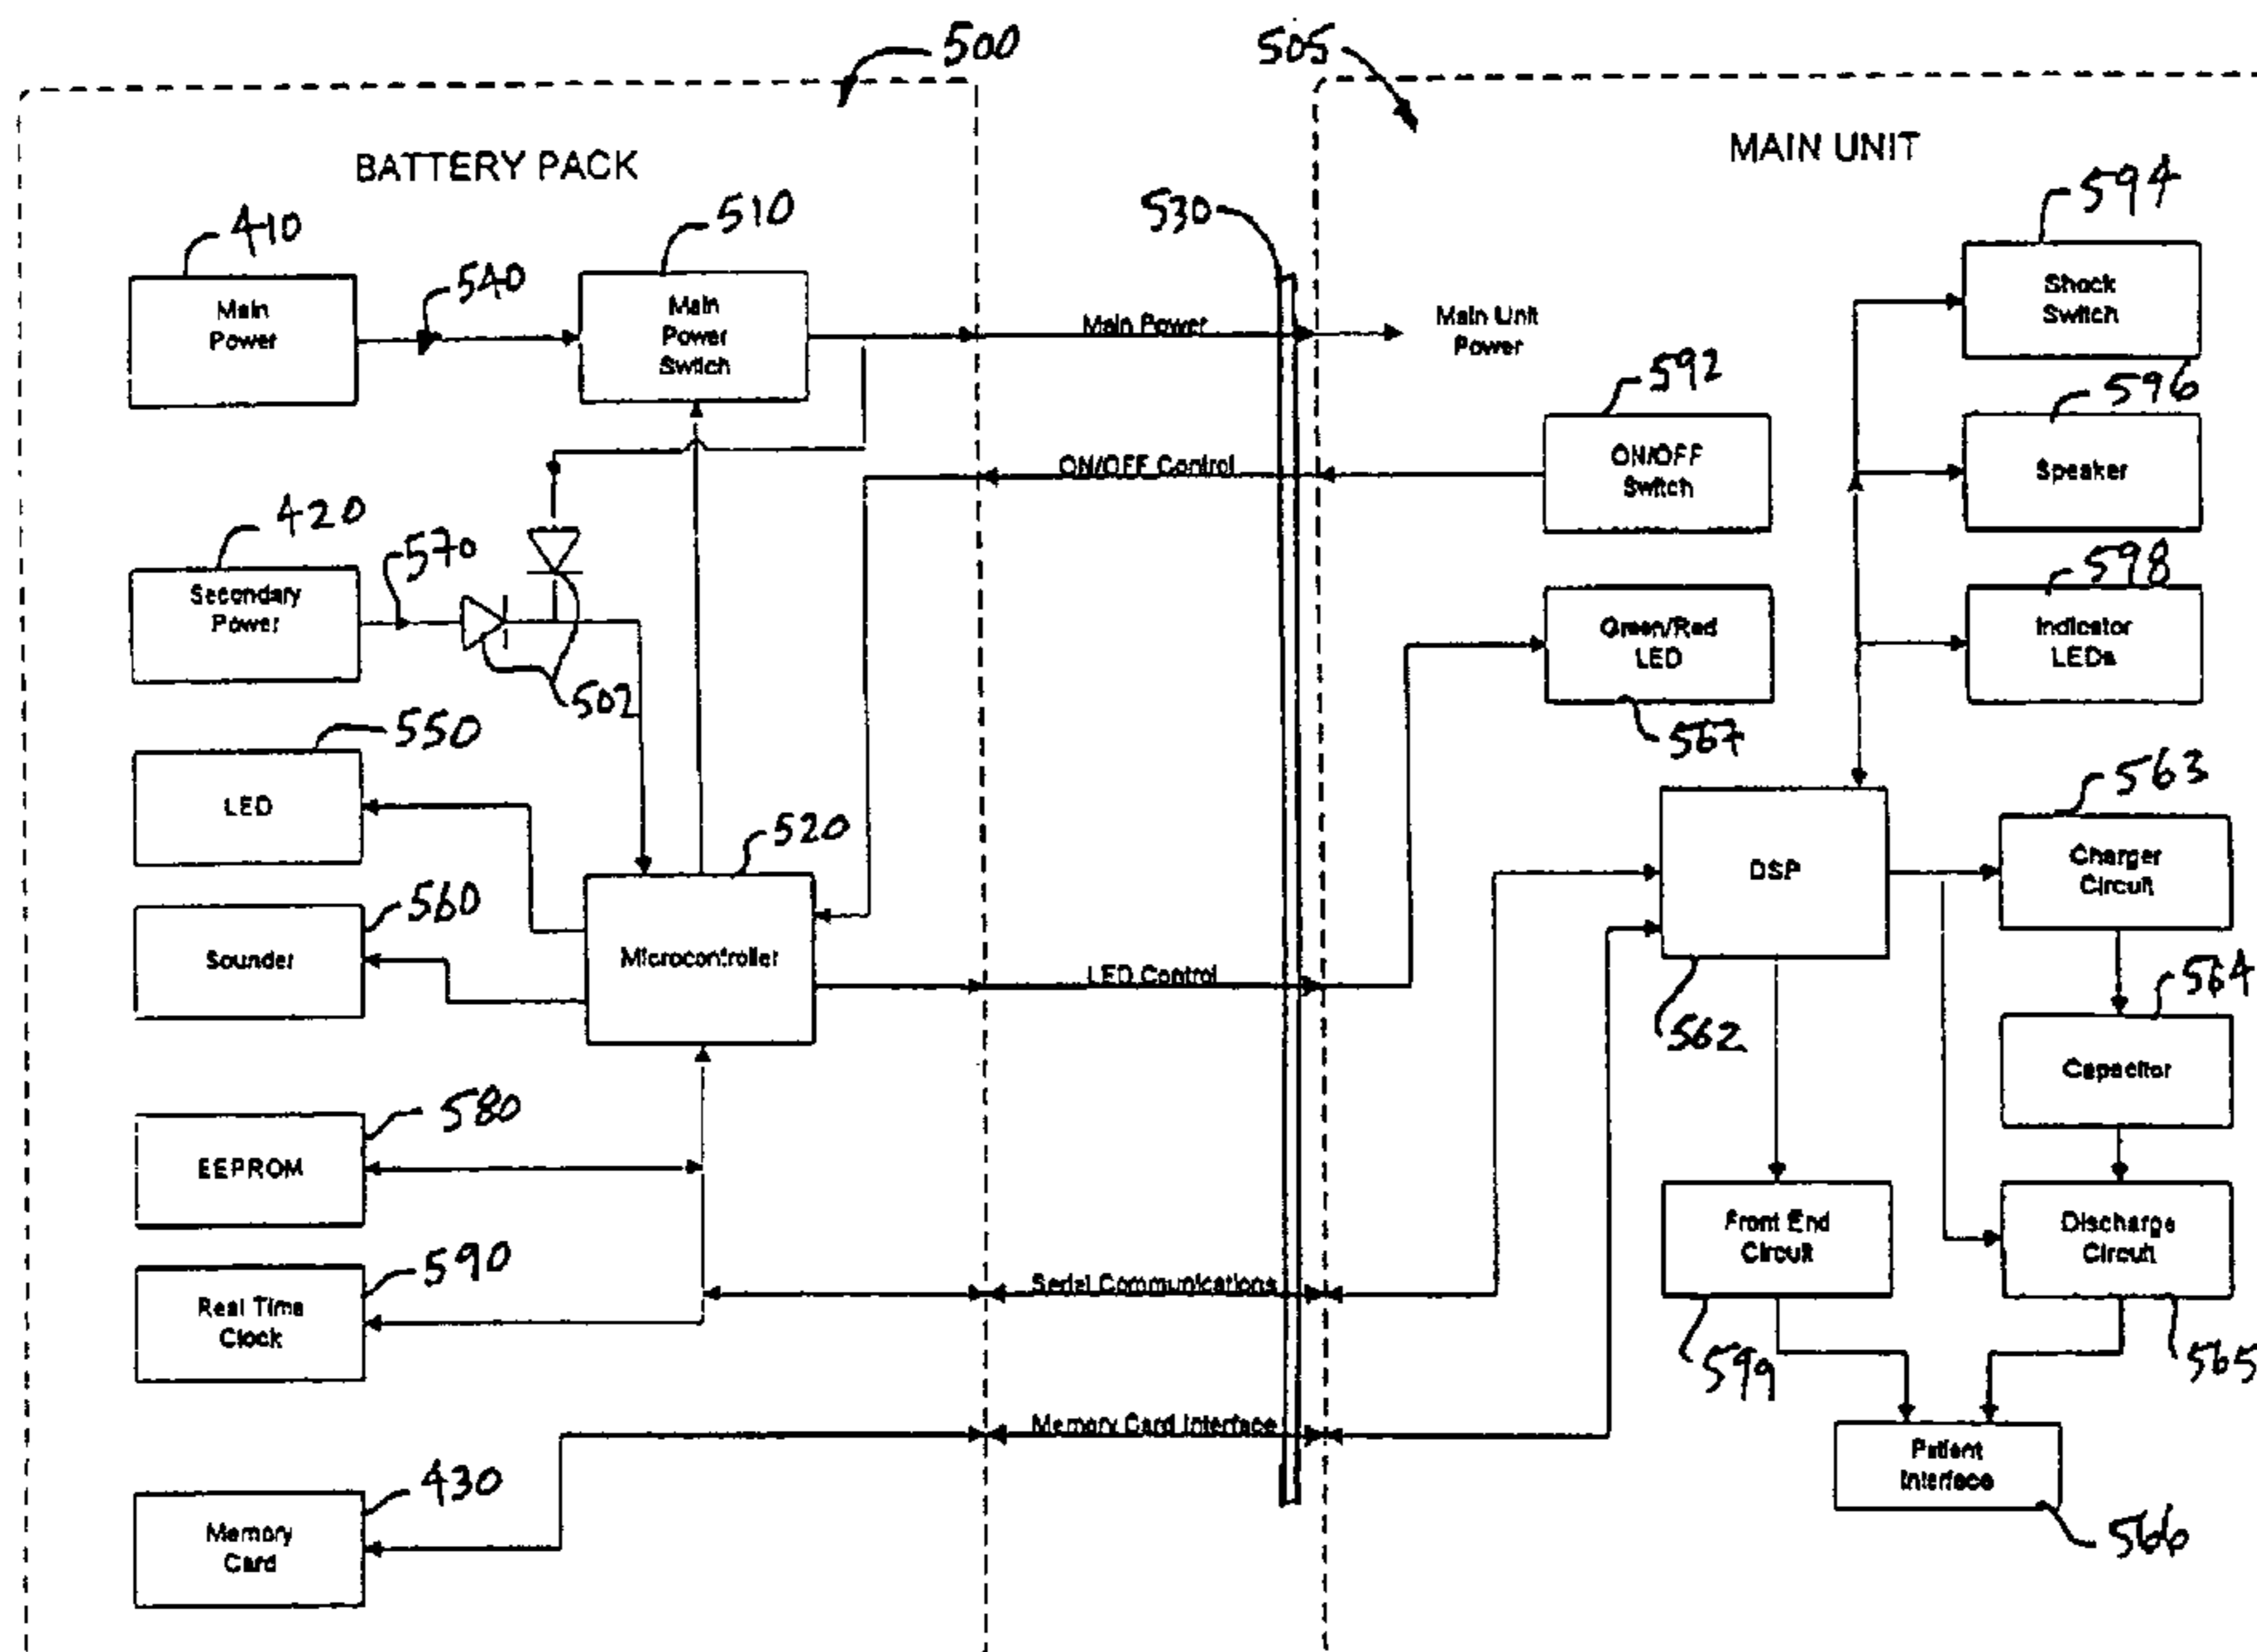 500
505
BATTERY PACK
MAIN UNIT
410
510
530
594
Main
Power
540
Main
Power
Switch
Main Power
Main Unit
Power
Shock
Switch
592
596
ON/OFF Control
ON/OFF
Switch
Speaker
420
570
598
Secondary
Power
502
Green/Red
LED
Indicator
LEDs
550
567
LED
563
520
DSP
Charger
Circuit
560
Sounder
Microcontroller
LED Control
562
564
Capacitor
580
EEPROM
Front End
Circuit
Discharge
Circuit
590
Real Time
Clock
Serial Communications
599
565
Memory Card Interface
Patient
Interface
430
Memory
Card
566